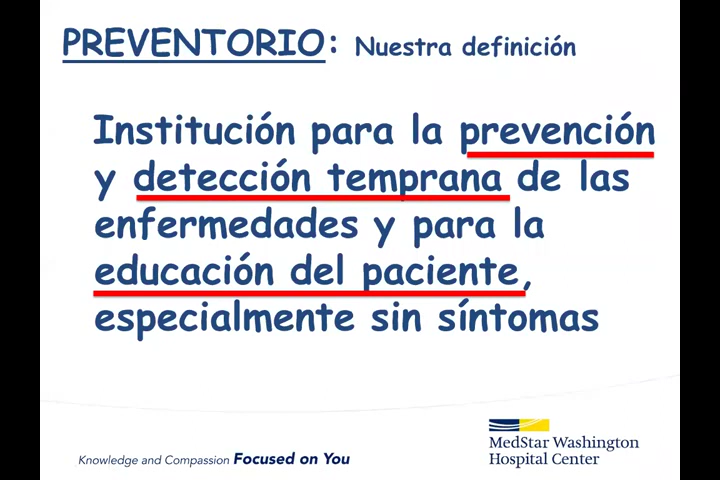 PREVENTORIO: Nuestra definición
Institución para la prevención
y detección temprana de las
enfermedades y para la
educación del paciente,
especialmente sin síntomas
Knowledge and Compassion Focused on You
MedStar Washington
Hospital Center